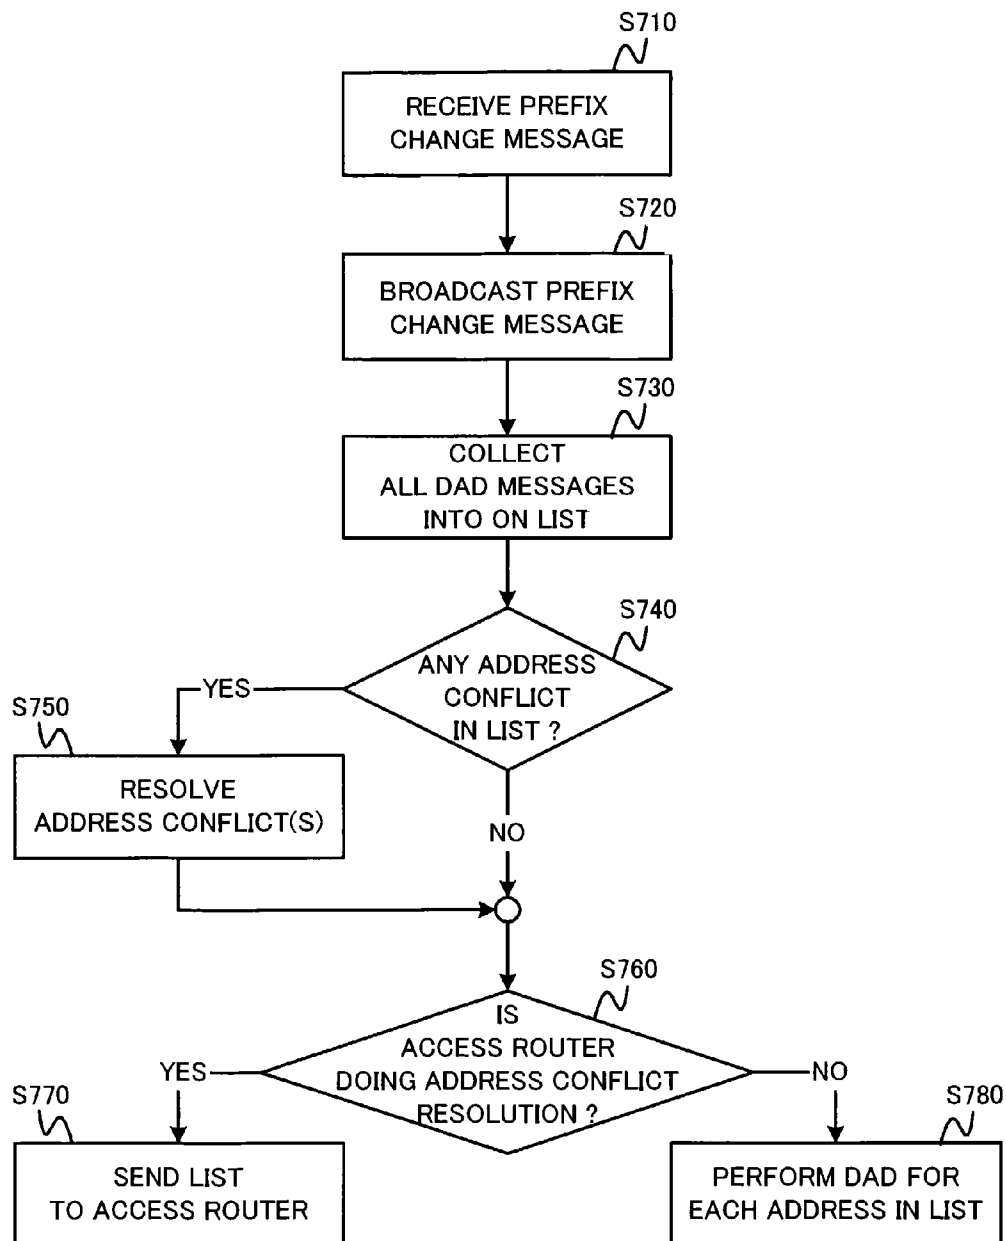 S710
RECEIVE PREFIX
CHANGE MESSAGE
S720
BROADCAST PREFIX
CHANGE MESSAGE
S730
COLLECT
ALL DAD MESSAGES
INTO ON LIST
S740
ANY ADDRESS
CONFLICT
IN LIST ?
YES
S750
RESOLVE
ADDRESS CONFLICT(S)
NO
S760
IS
ACCESS ROUTER
DOING ADDRESS CONFLICT
RESOLUTION ?
YES
NO
S770
SEND LIST
TO ACCESS ROUTER
S780
PERFORM DAD FOR
EACH ADDRESS IN LIST